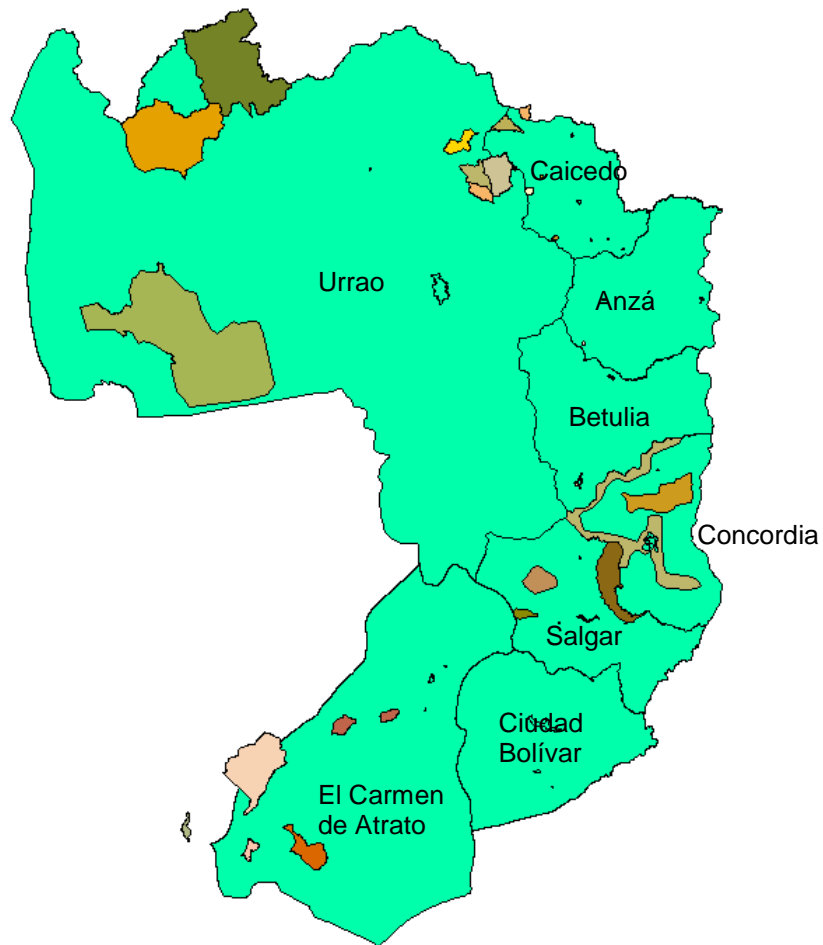 Caicedo
Urrao
Anzá
Betulia
Concordia
Salgar
Ciudad
Bolívar
El Carmen
de Atrato